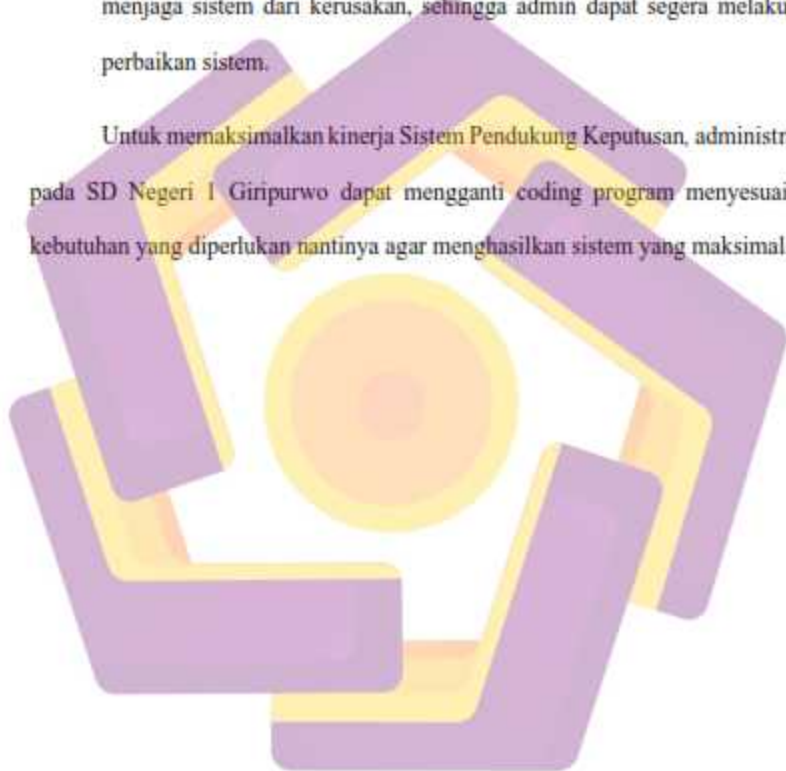 menjaga sistem dari kerusakan, sehingga admin dapat segera melaku
perbaikan sistem.
Untuk memaksimalkan kinerja Sistem Pendukung Keputusan, administr
pada SD Negeri 1 Giripurwo dapat mengganti coding program menyesuai
kebutuhan yang diperlukan nantinya agar menghasilkan sistem yang maksimal